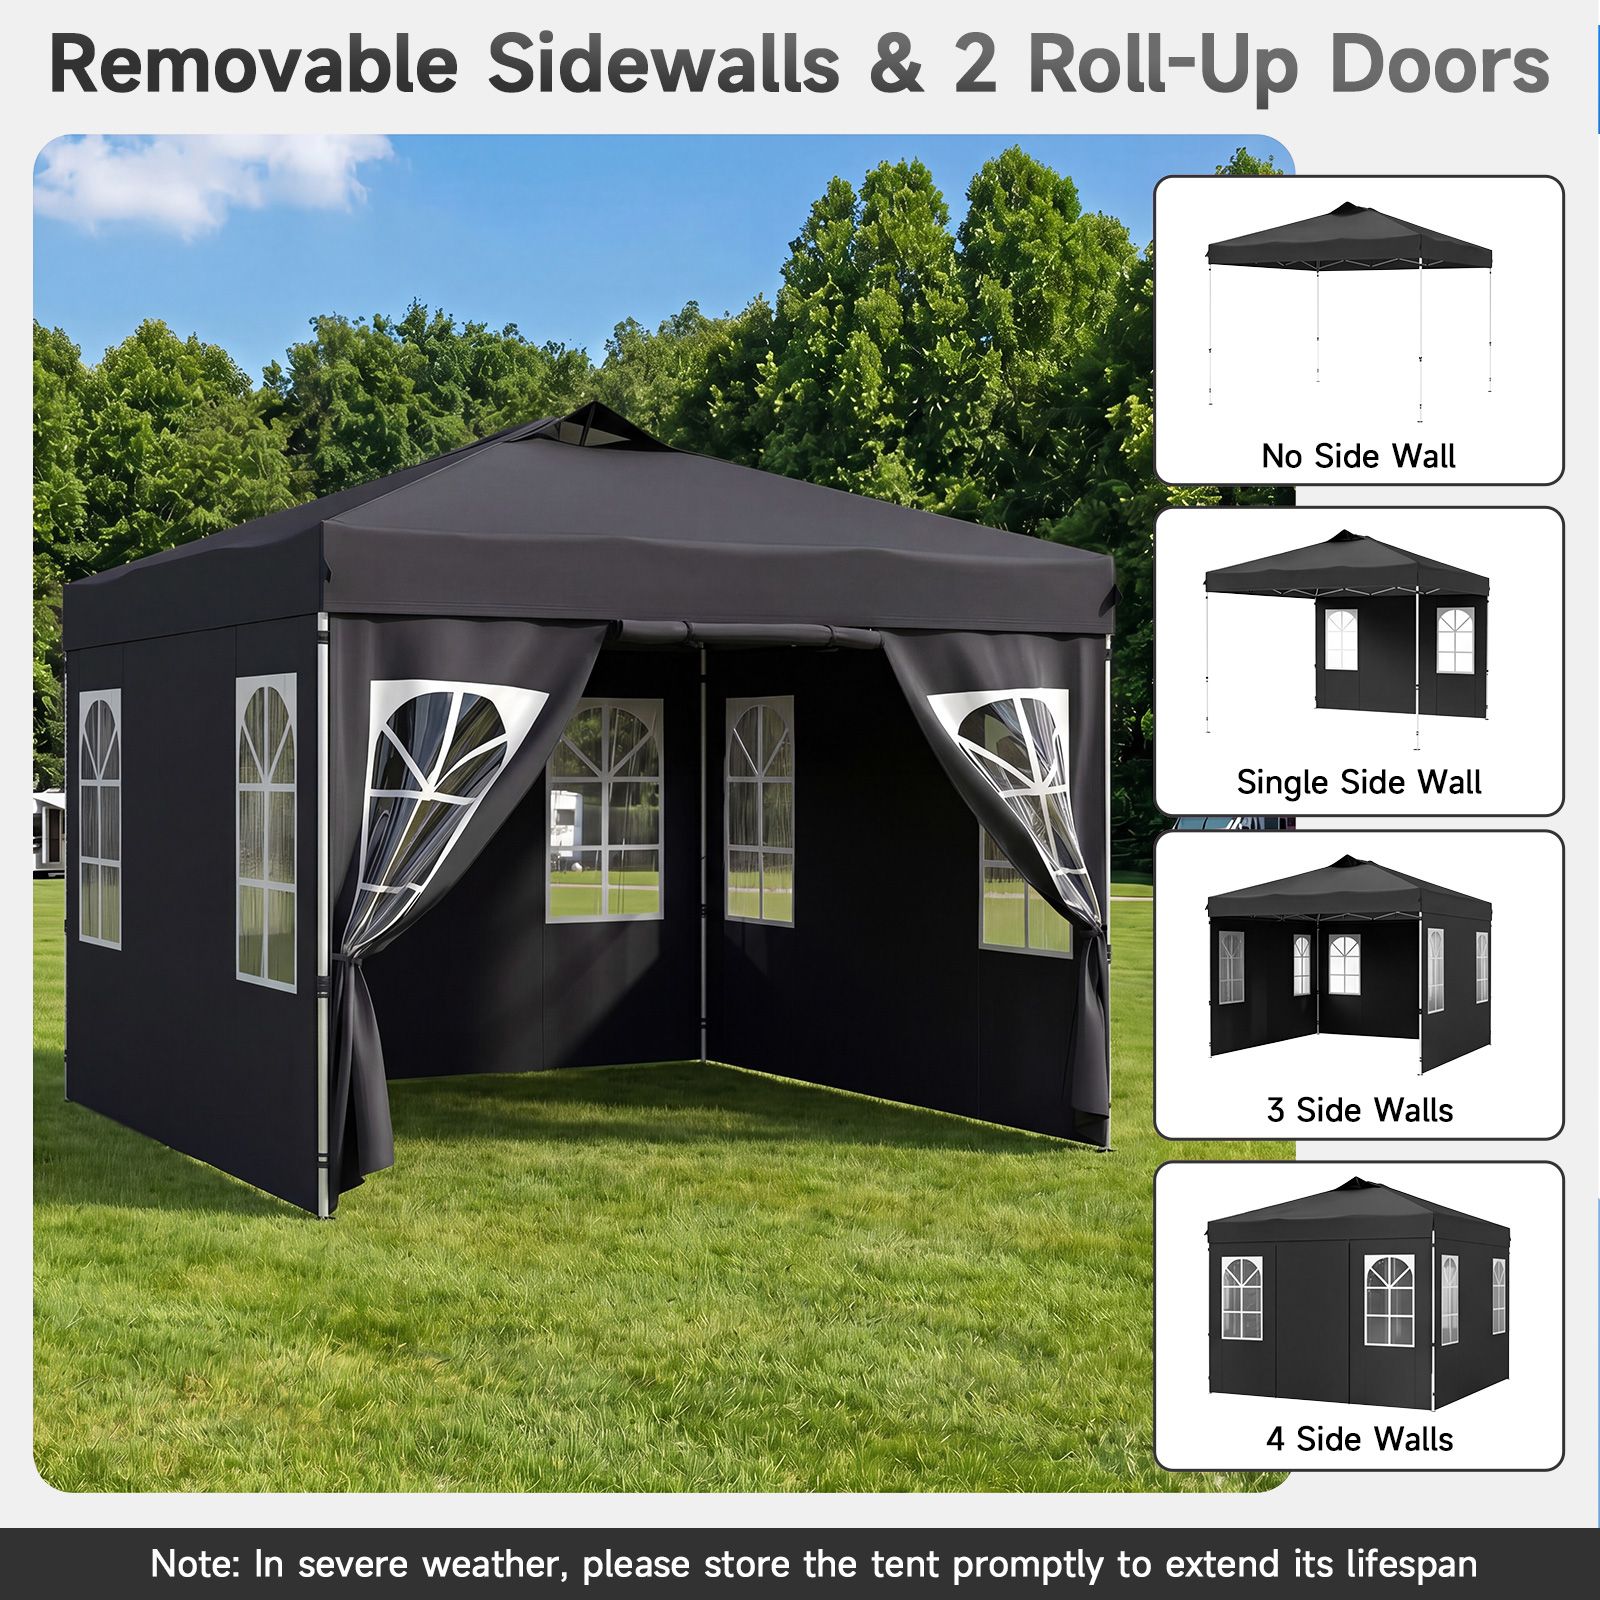 Removable Sidewalls & 2 Roll-Up Doors
No Side Wall
Single Side Wall
3 Side Walls
4 Side Walls
Note: In severe weather, please store the tent promptly to extend its lifespan